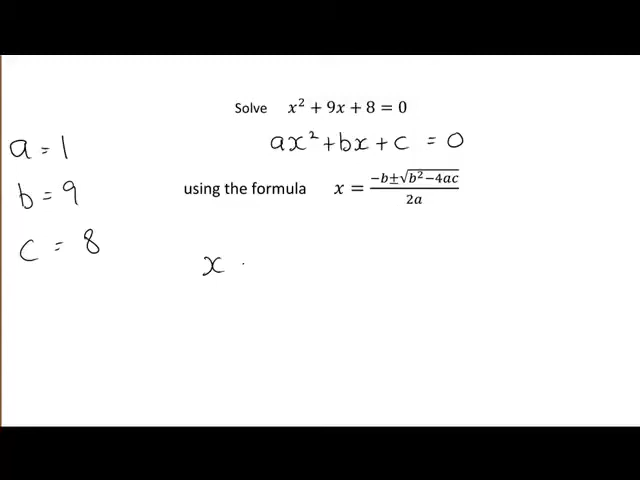 Solve x² + 9x + 8 = 0
ax² + bx + c = 0
a = 1
b = 9
using the formula x = (-b±√(b² − 4ac))/2a
c = 8
x